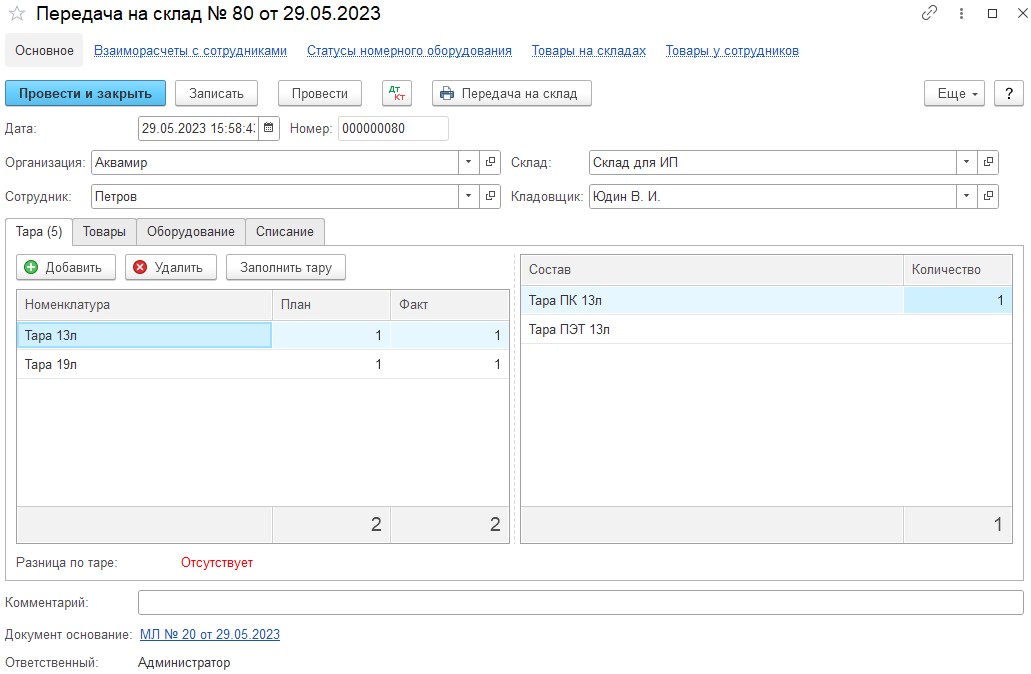 Передача на склад № 80 от 29.05.2023
Основное Взаиморасчеты с сотрудниками Статусы номерного оборудования Товары на складах Товары у сотрудников
Провести и закрыть Записать Провести Дт Кт Передача на склад Еще ?
Дата: 29.05.2023 15:58:4 Номер: 000000080
Организация: Аквамир Склад: Склад для ИП
Сотрудник: Петров Кладовщик: Юдин В. И.
Тара (5) Товары Оборудование Списание
Добавить Удалить Заполнить тару
Состав Количество
Номенклатура План Факт
Тара ПК 13л 1
Тара 13л 1 1
Тара ПЭТ 13л
Тара 19л 1 1
2 2 1
Разница по таре: Отсутствует
Комментарий:
Документ основание: МЛ № 20 от 29.05.2023
Ответственный: Администратор